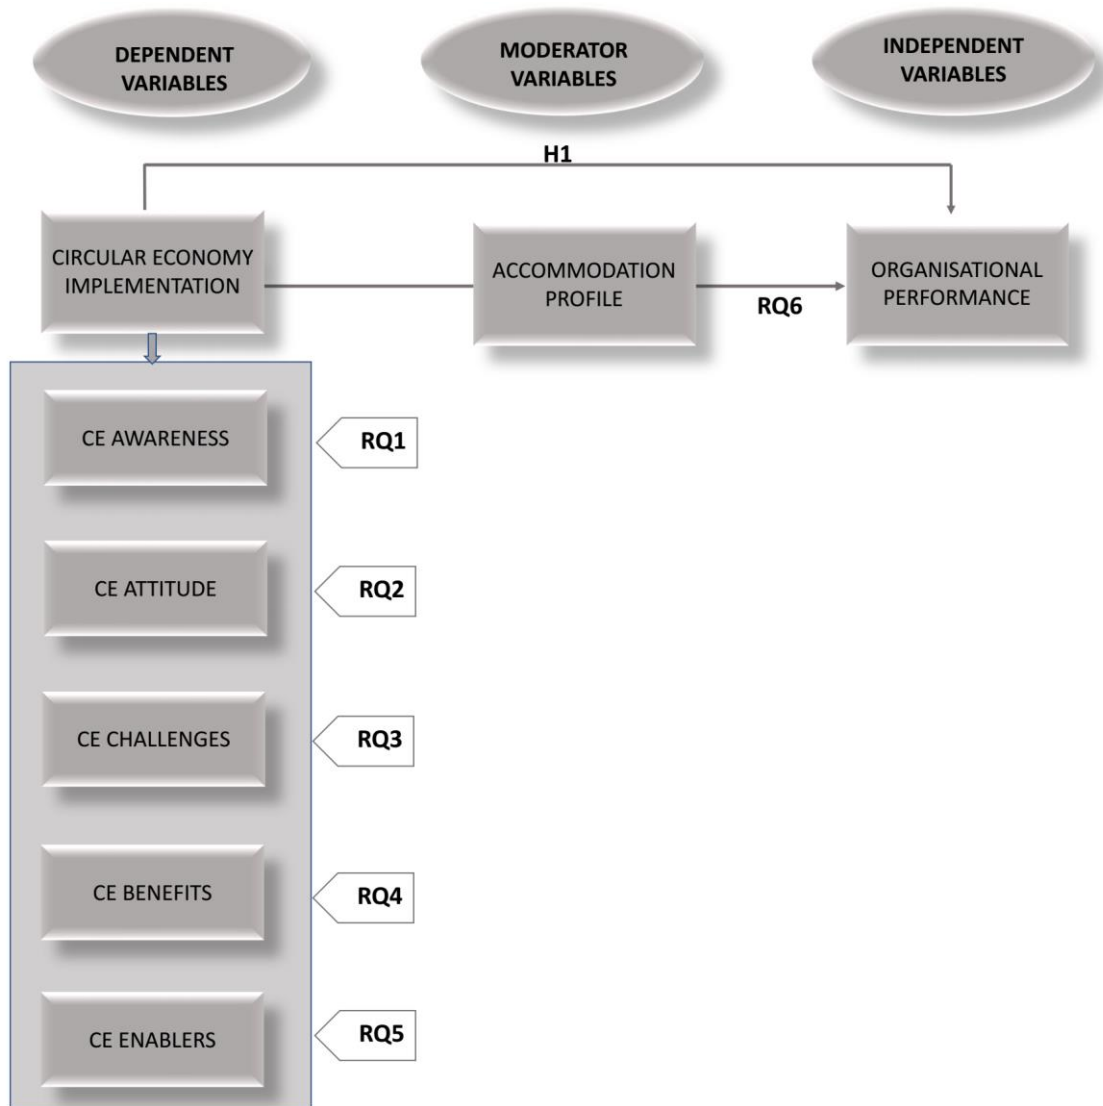 DEPENDENT
VARIABLES
MODERATOR
VARIABLES
INDEPENDENT
VARIABLES
H1
CIRCULAR ECONOMY
IMPLEMENTATION
ACCOMMODATION
PROFILE
RQ6
ORGANISATIONAL
PERFORMANCE
CE AWARENESS
RQ1
CE ATTITUDE
RQ2
CE CHALLENGES
RQ3
CE BENEFITS
RQ4
CE ENABLERS
RQ5